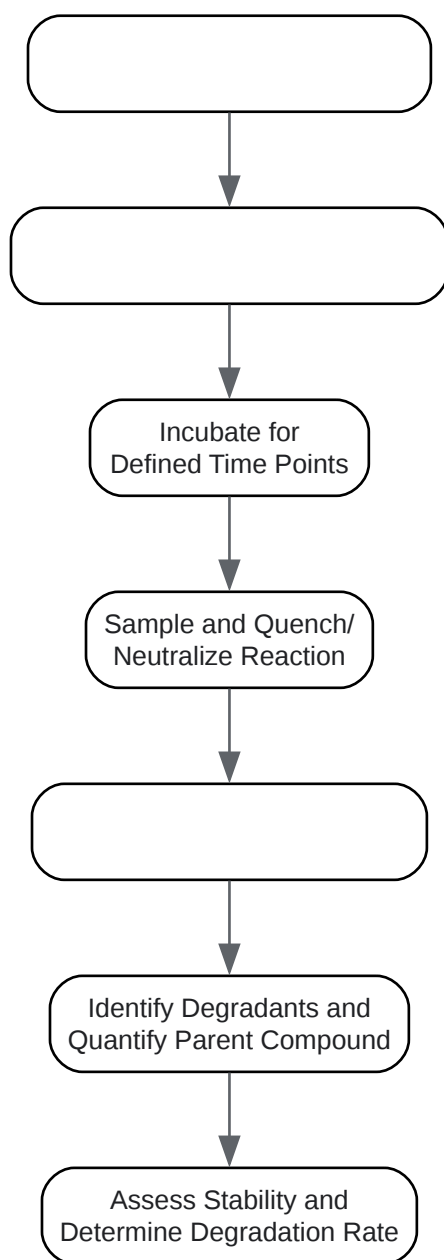 Incubate for
Defined Time Points
Sample and Quench/
Neutralize Reaction
Identify Degradants and
Quantify Parent Compound
Assess Stability and
Determine Degradation Rate